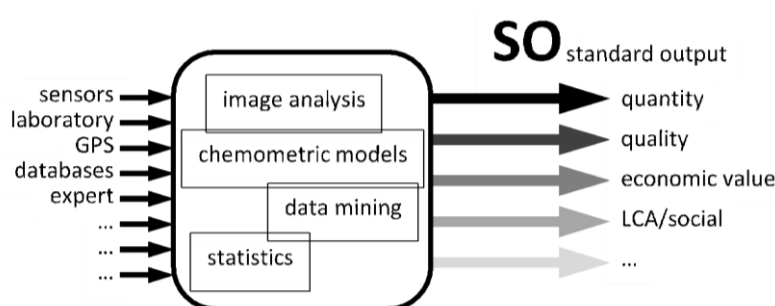 SO standard output
sensors
laboratory
GPS
databases
expert
...
...
...
image analysis
chemometric models
data mining
statistics
quantity
quality
economic value
LCA/social
...